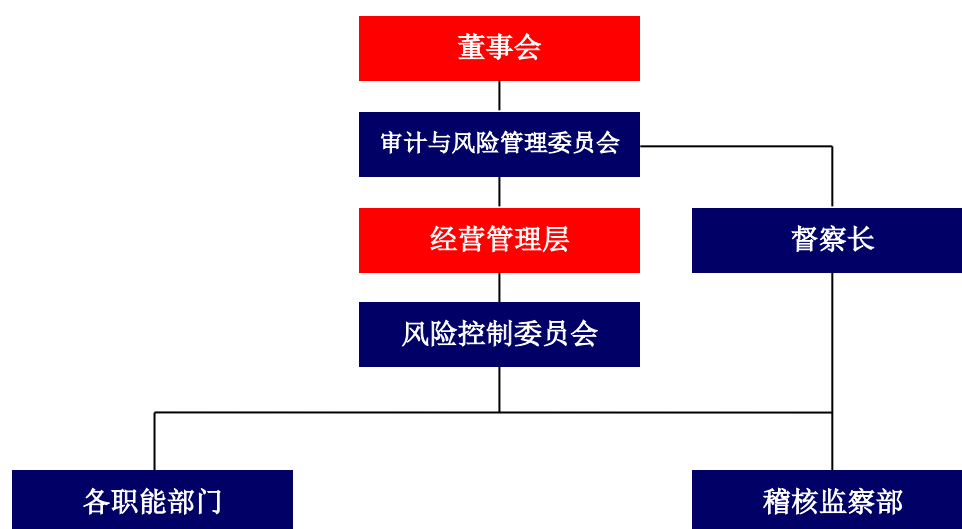 董事会
审计与风险管理委员会
经营管理层
督察长
风险控制委员会
各职能部门
稽核监察部